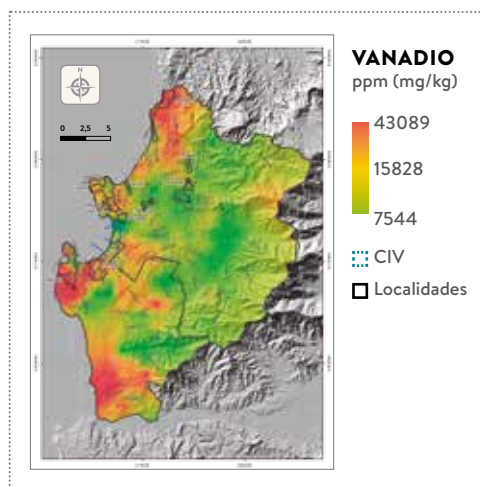 VANADIO
ppm (mg/kg)
43089
15828
7544
CIV
Localidades
N
0 2,5 5